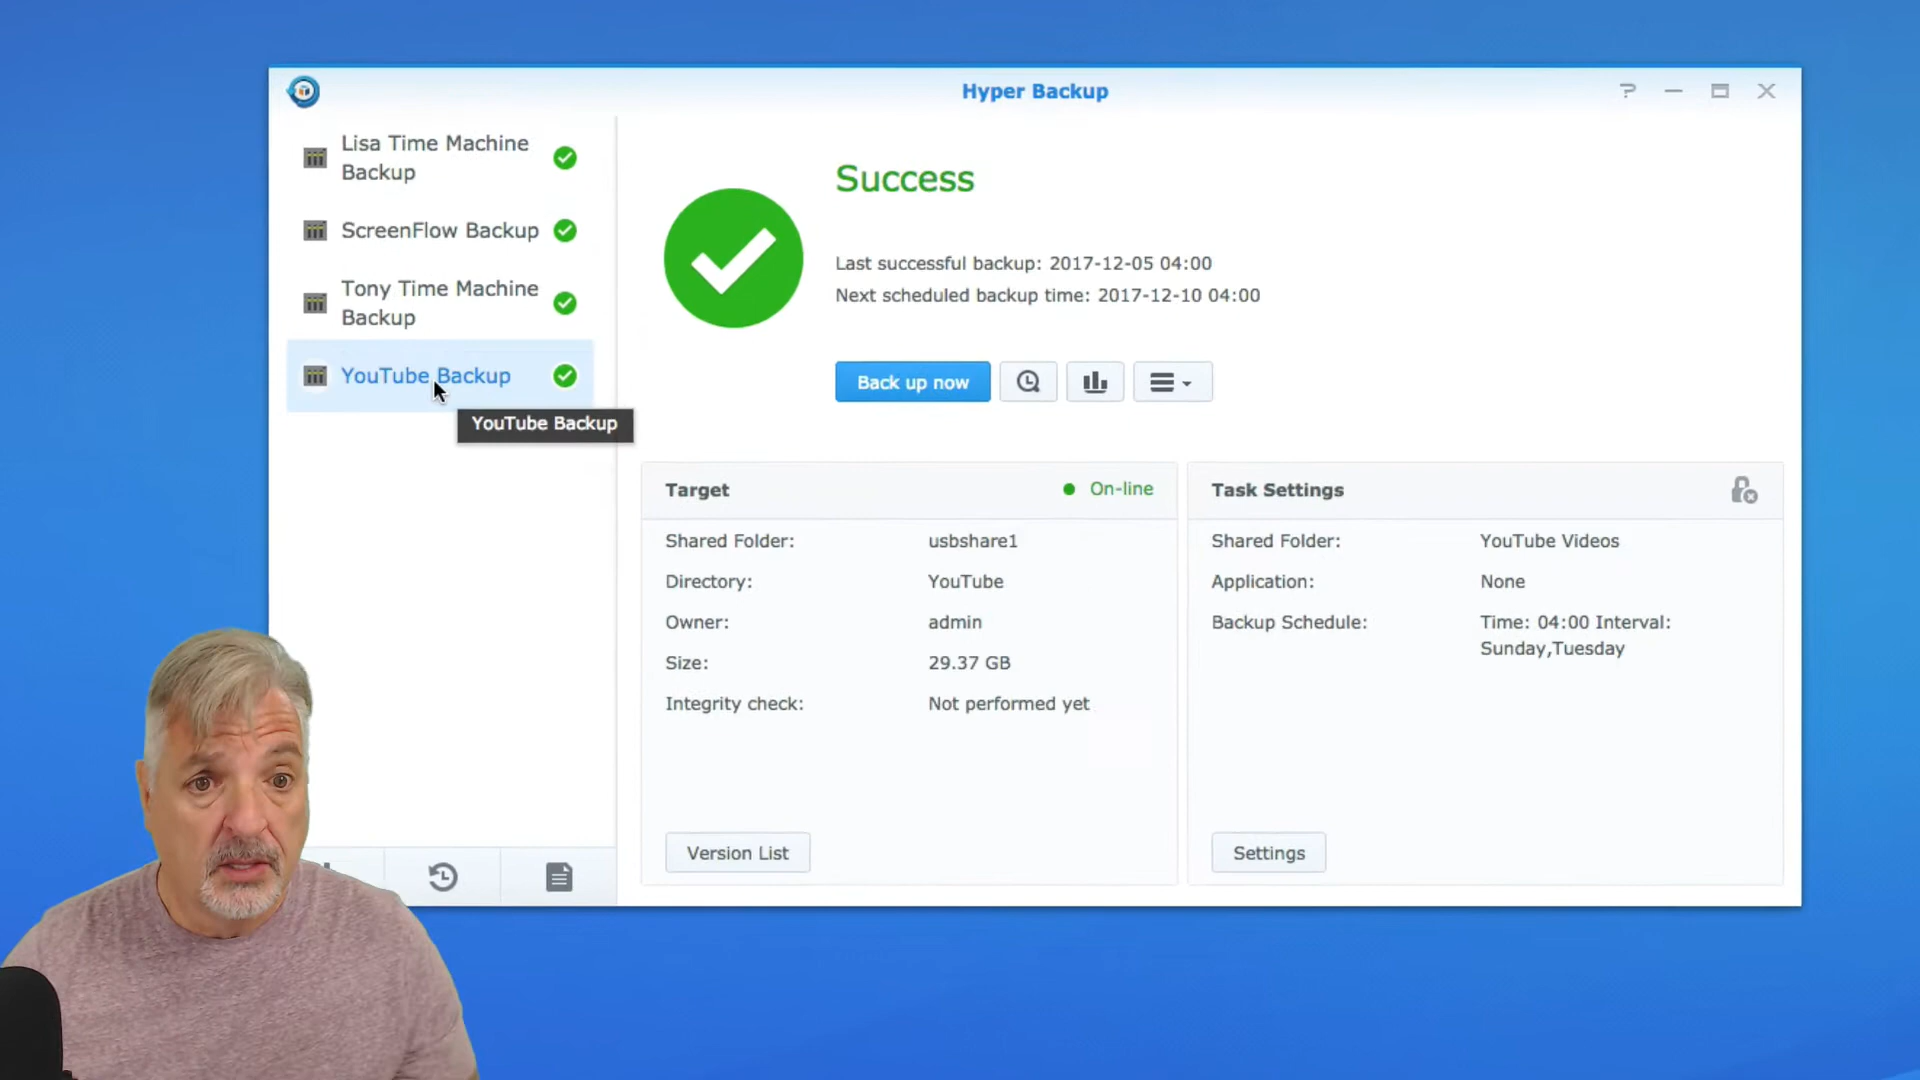 Hyper Backup
?
Lisa Time Machine
Backup
ScreenFlow Backup
Tony Time Machine
Backup
YouTube Backup
YouTube Backup
Success
Last successful backup: 2017-12-05 04:00
Next scheduled backup time: 2017-12-10 04:00
Back up now
Target
On-line
Shared Folder: usbshare1
Directory: YouTube
Owner: admin
Size: 29.37 GB
Integrity check: Not performed yet
Version List
Task Settings
Shared Folder: YouTube Videos
Application: None
Backup Schedule: Time: 04:00 Interval:
Sunday,Tuesday
Settings